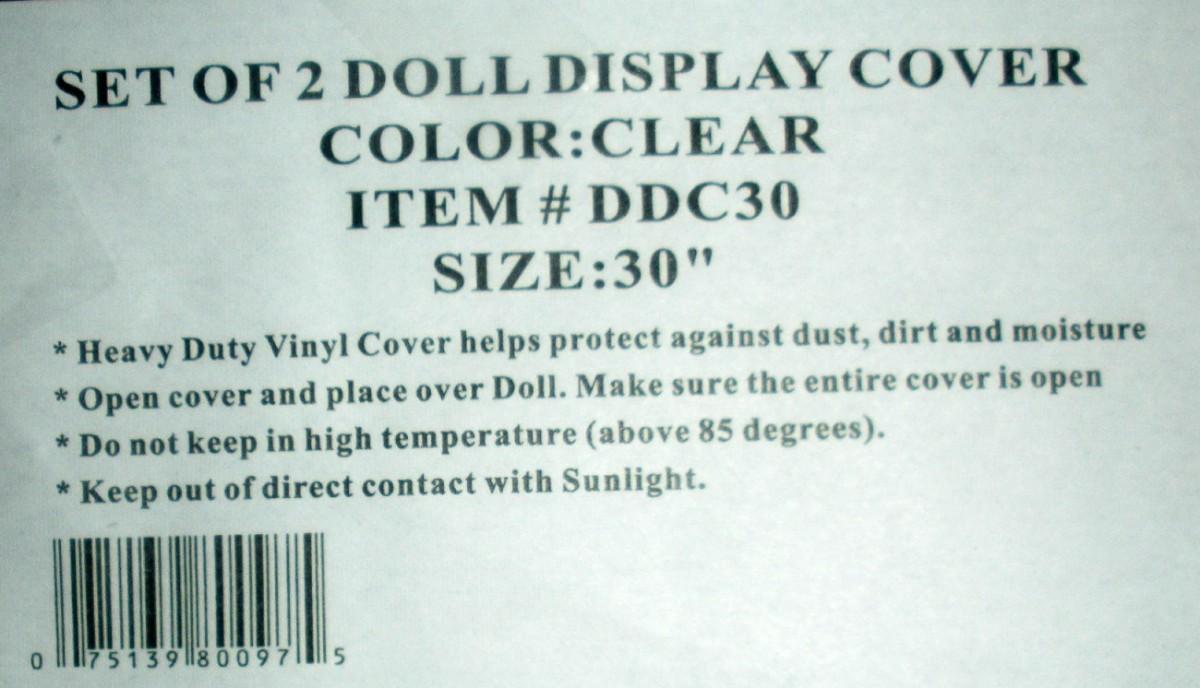 SET OF 2 DOLL DISPLAY COVER
COLOR:CLEAR
ITEM # DDC30
SIZE:30"
* Heavy Duty Vinyl Cover helps protect against dust, dirt and moisture
* Open cover and place over Doll. Make sure the entire cover is open
* Do not keep in high temperature (above 85 degrees).
* Keep out of direct contact with Sunlight.
0 75139 80097 5